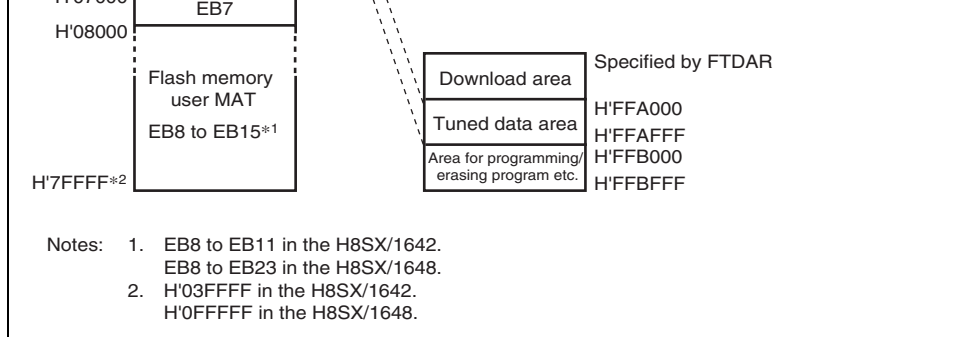 EB7
H'08000
Flash memory
user MAT
EB8 to EB15*1
H'7FFFF*2
Download area
Specified by FTDAR
H'FFA000
Tuned data area
H'FFAFFF
H'FFB000
Area for programming/
erasing program etc.
H'FFBFFF
Notes: 1. EB8 to EB11 in the H8SX/1642.
EB8 to EB23 in the H8SX/1648.
2. H'03FFFF in the H8SX/1642.
H'0FFFFF in the H8SX/1648.